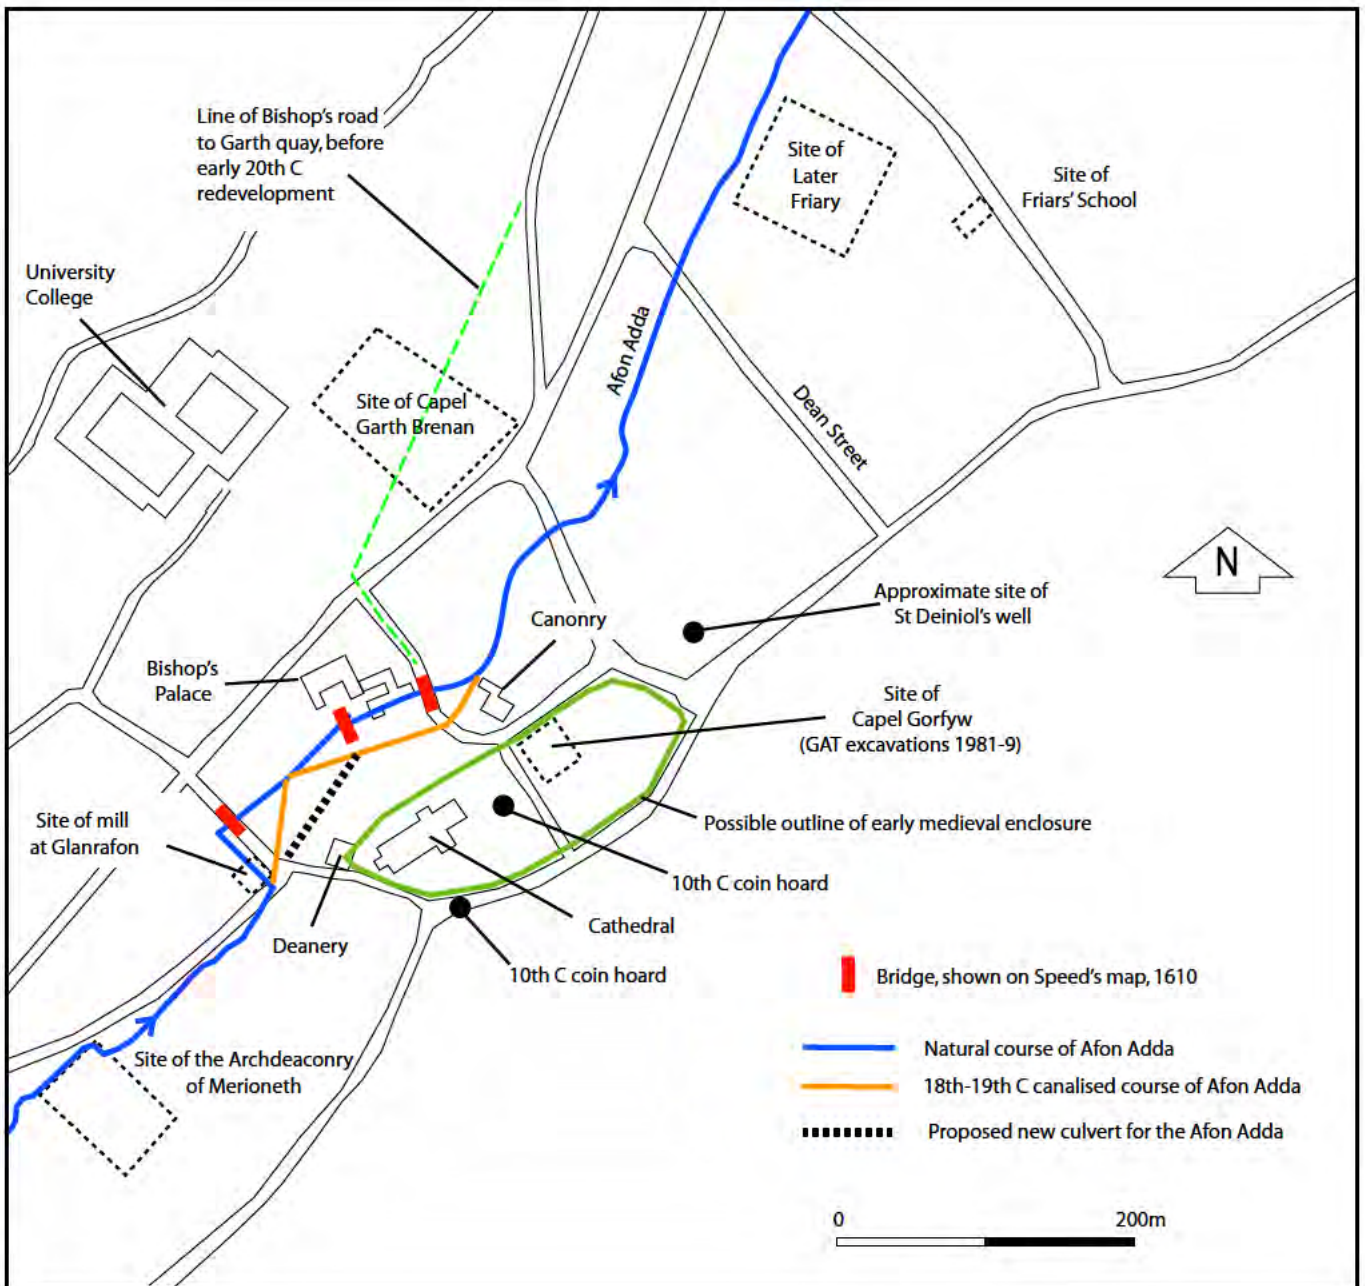 Line of Bishop's road
to Garth quay, before
early 20th C
redevelopment
Site of
Later
Friary
Site of
Friars' School
University
College
Afon Adda
Site of Capel
Garth Brenan
Dean Street
N
Approximate site of
St Deiniol's well
Canonry
Bishop's
Palace
Site of
Capel Gorfyw
(GAT excavations 1981-9)
Site of mill
at Glanrafon
Possible outline of early medieval enclosure
10th C coin hoard
Cathedral
Deanery
10th C coin hoard
Bridge, shown on Speed's map, 1610
Natural course of Afon Adda
Site of the Archdeaconry
of Merioneth
18th-19th C canalised course of Afon Adda
Proposed new culvert for the Afon Adda
0 200m